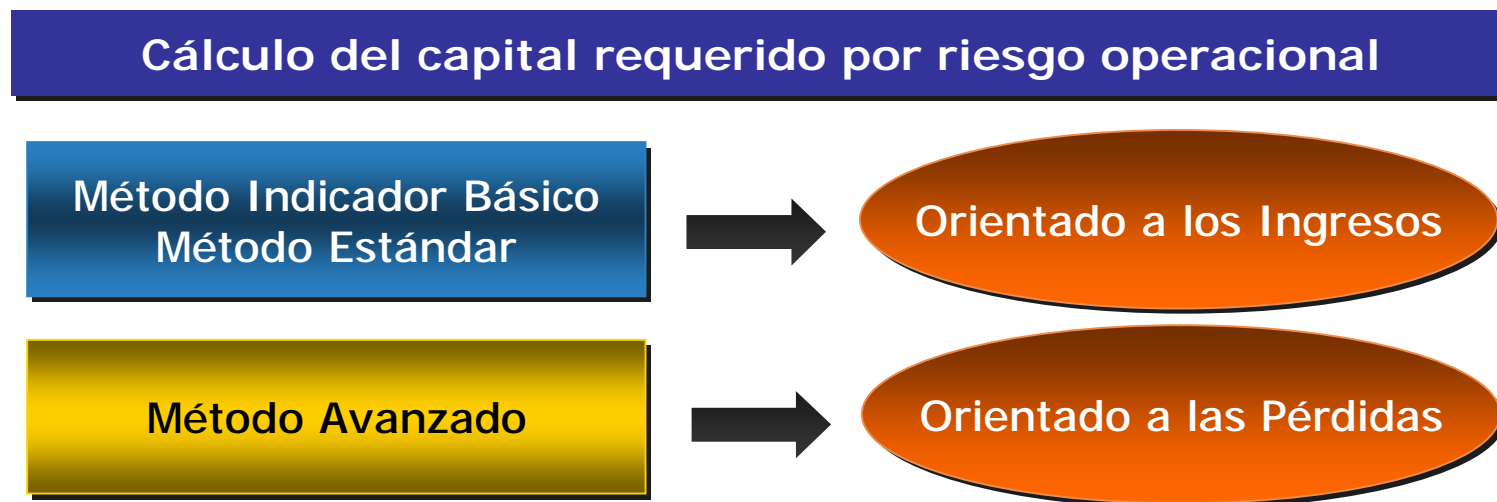 Cálculo del capital requerido por riesgo operacional
Método Indicador Básico
Método Estándar
Orientado a los Ingresos
Método Avanzado
Orientado a las Pérdidas